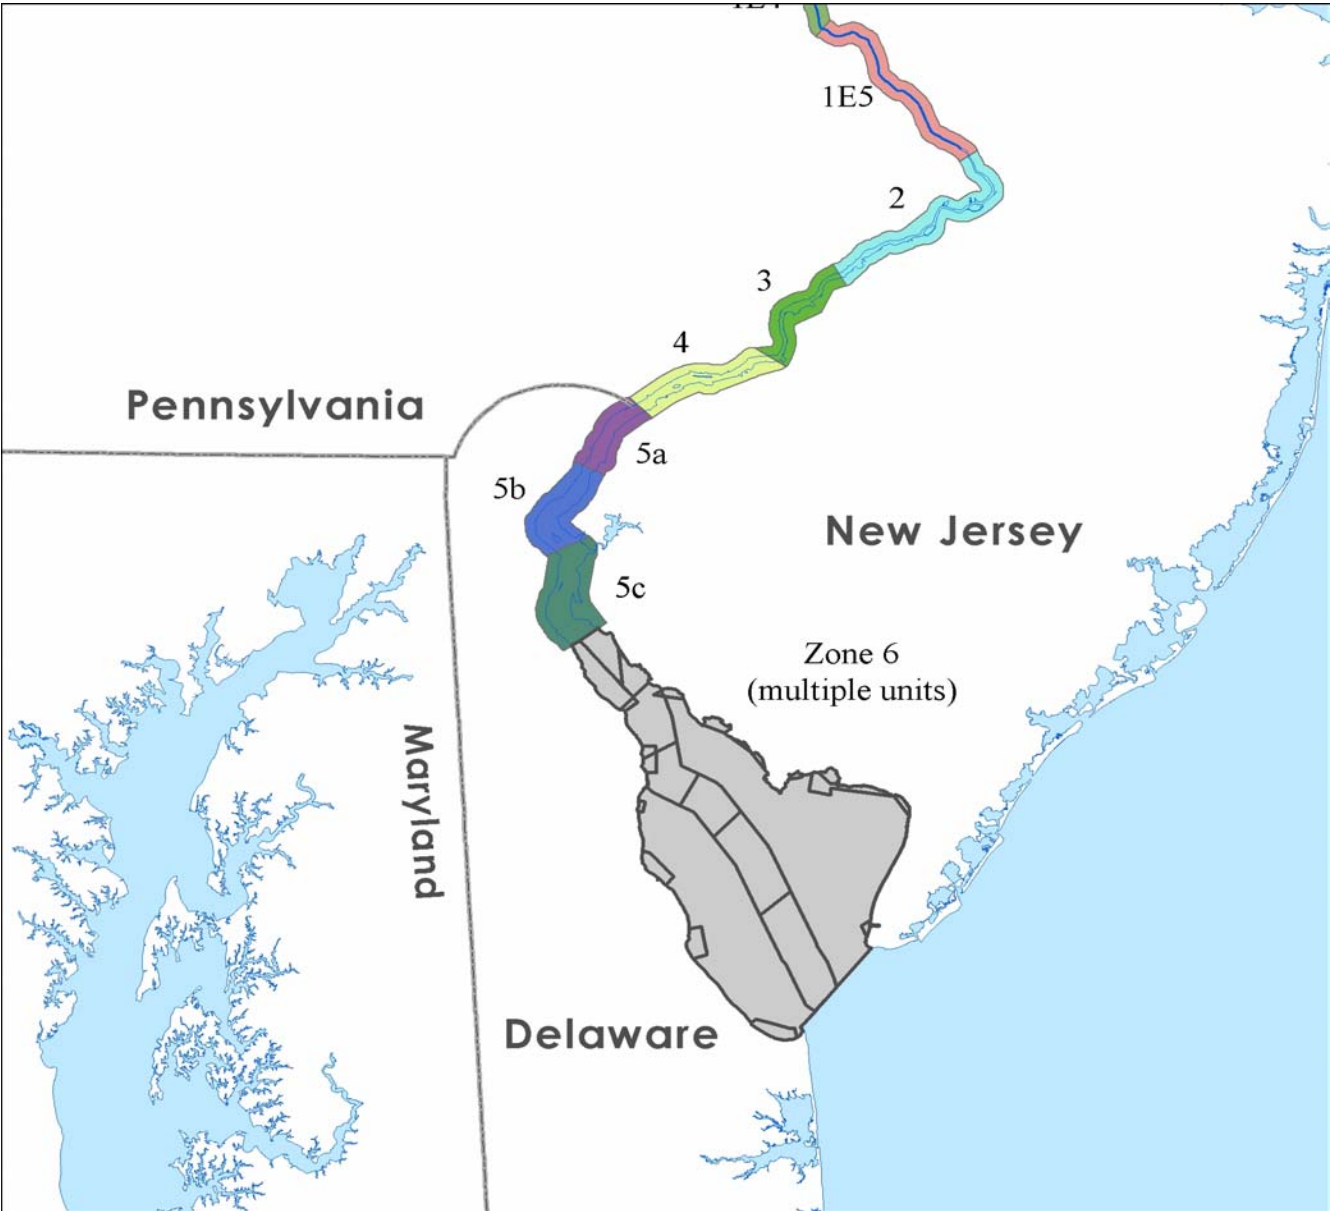 1E5
2
3
4
Pennsylvania
5a
5b
New Jersey
5c
Zone 6
(multiple units)
Maryland
Delaware